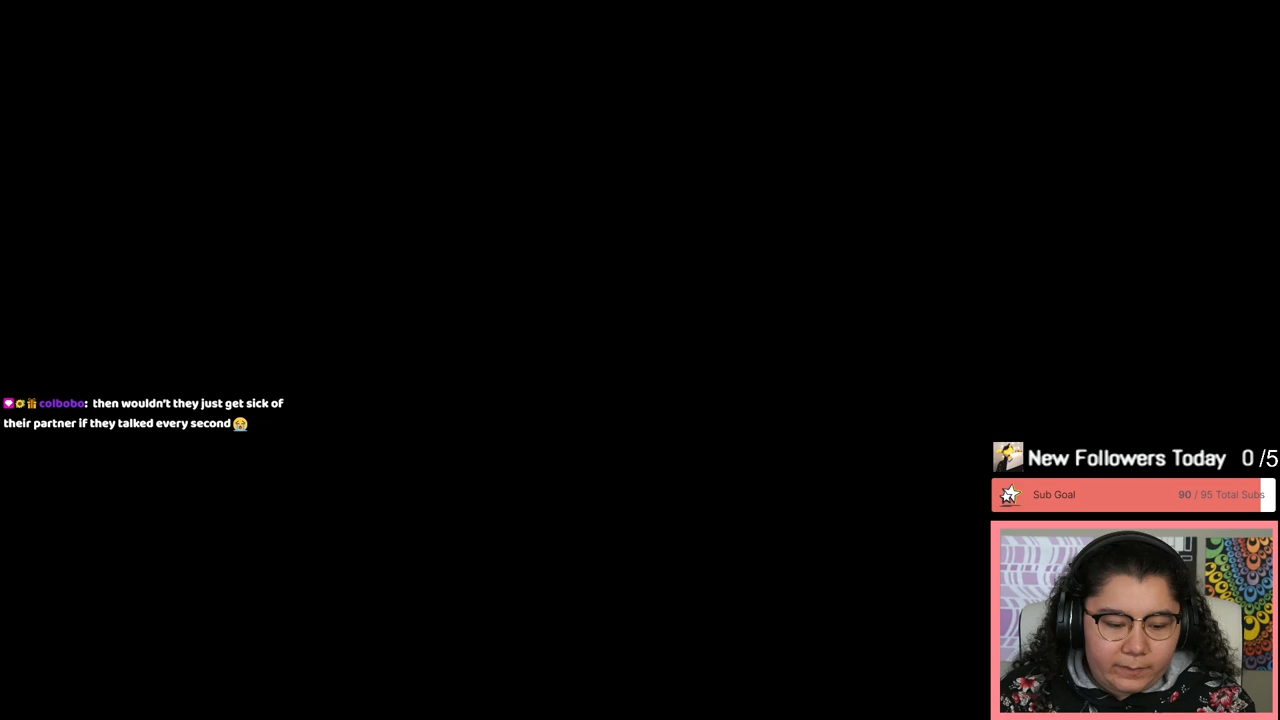 colbobo: then wouldn't they just get sick of
their partner if they talked every second 😭
New Followers Today 0 /5
Sub Goal 90 / 95 Total Subs